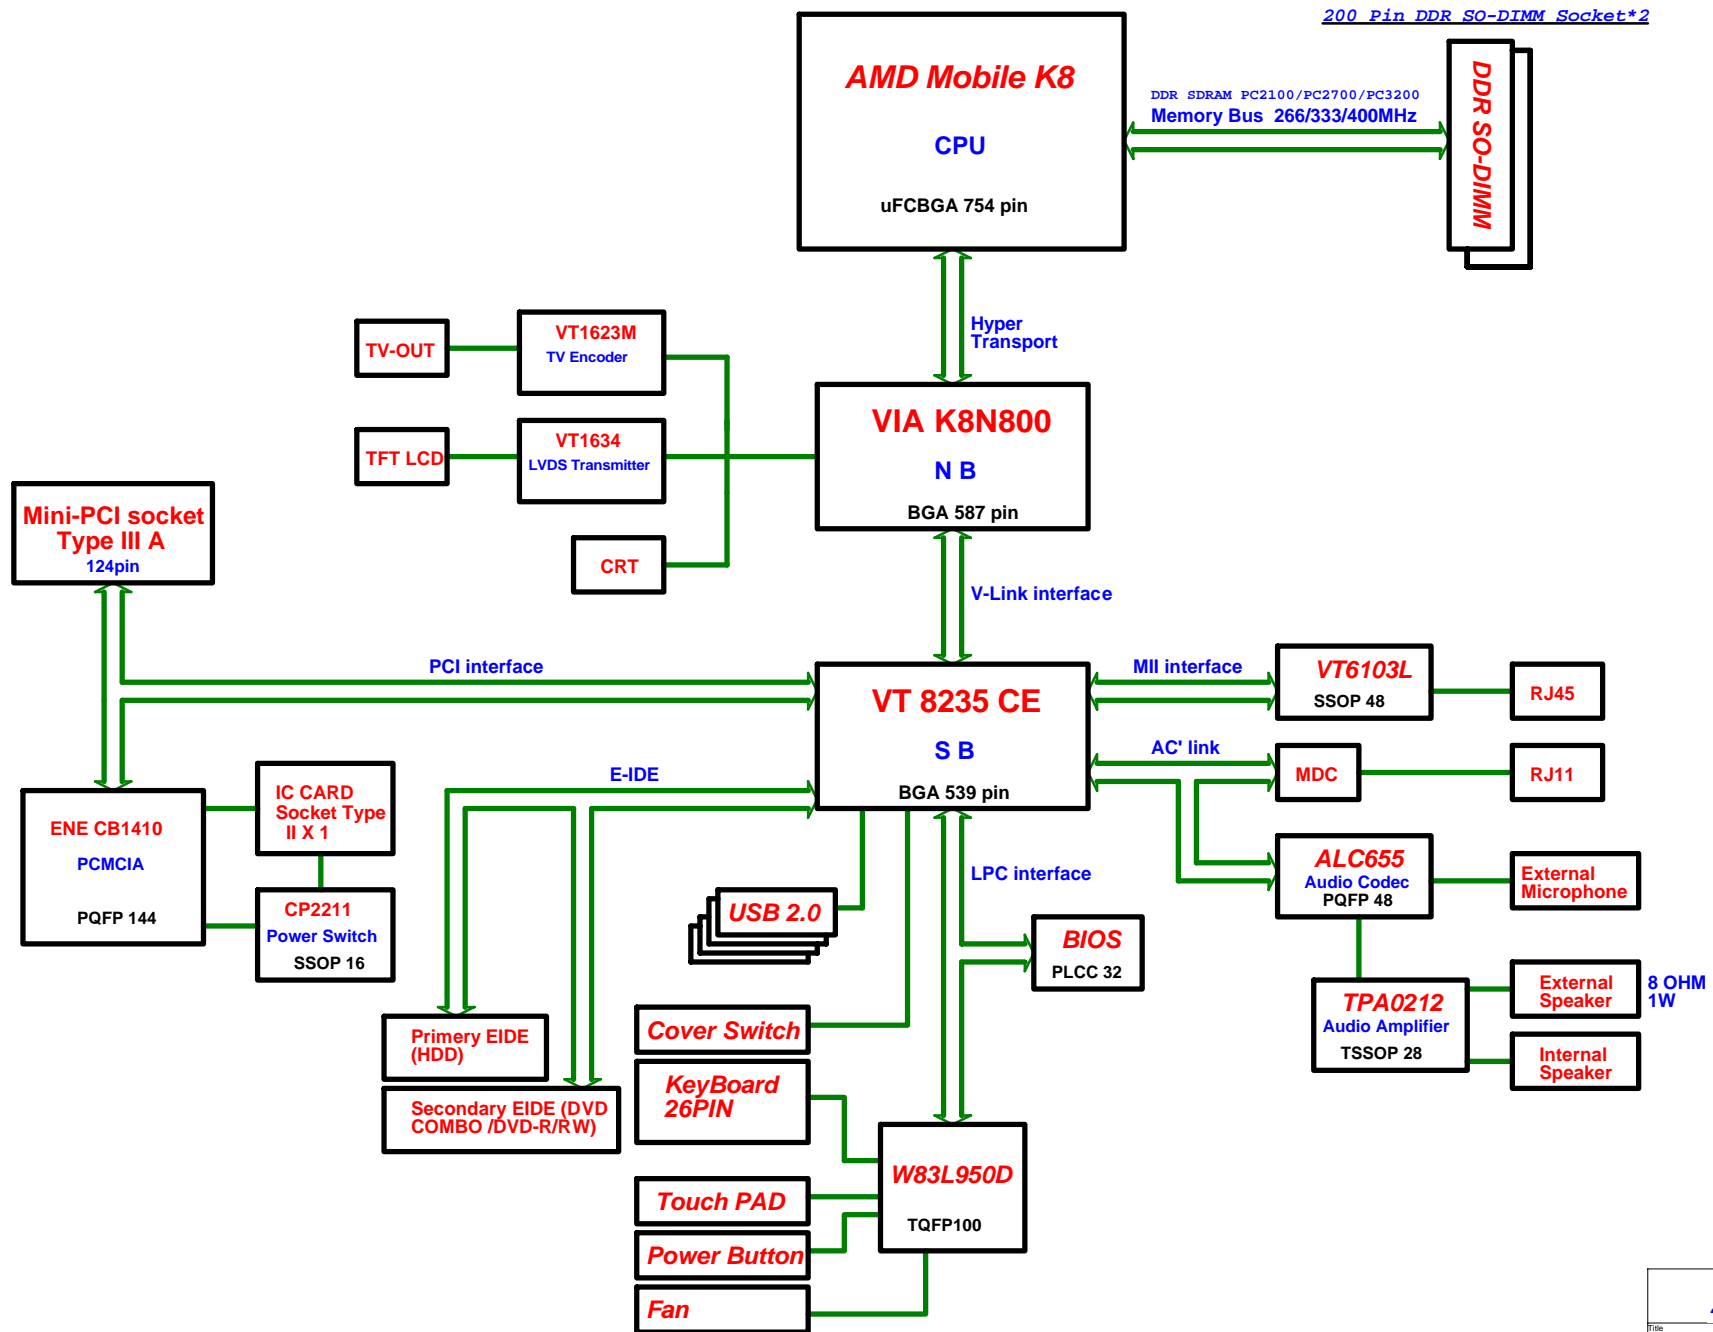 200 Pin DDR SO-DIMM Socket*2
AMD Mobile K8
CPU
uFCBGA 754 pin
DDR SDRAM PC2100/PC2700/PC3200
Memory Bus 266/333/400MHz
DDR SO-DIMM
Hyper
Transport
TV-OUT
VT1623M
TV Encoder
TFT LCD
VT1634
LVDS Transmitter
CRT
VIA K8N800
N B
BGA 587 pin
Mini-PCI socket
Type III A
124pin
V-Link interface
PCI interface
VT 8235 CE
S B
BGA 539 pin
MII interface
VT6103L
SSOP 48
RJ45
AC' link
MDC
RJ11
E-IDE
ENE CB1410
PCMCIA
PQFP 144
IC CARD
Socket Type
II X 1
CP2211
Power Switch
SSOP 16
ALC655
Audio Codec
PQFP 48
External
Microphone
LPC interface
USB 2.0
BIOS
PLCC 32
TPA0212
Audio Amplifier
TSSOP 28
External
Speaker
8 OHM
1W
Internal
Speaker
Primary EIDE
(HDD)
Secondary EIDE (DVD
COMBO /DVD-R/RW)
Cover Switch
KeyBoard
26PIN
W83L950D
TQFP100
Touch PAD
Power Button
Fan
Title